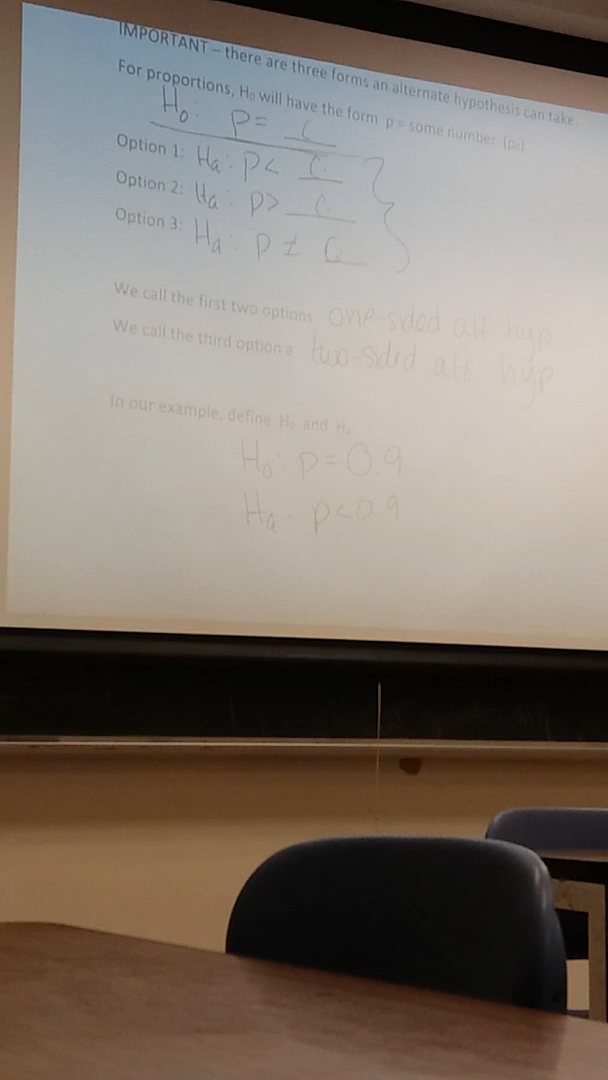 IMPORTANT – there are three forms an alternate hypothesis can take.
For proportions, H₀ will have the form p = some number (p₀)
H₀: p = C
Option 1: Hₐ: p < C
Option 2: Hₐ: p > C
Option 3: Hₐ: p ≠ C
We call the first two options one-sided alt hyp.
We call the third option a two-sided alt. hyp
In our example, define H₀ and Hₐ
H₀: p = 0.9
Hₐ: p < 0.9